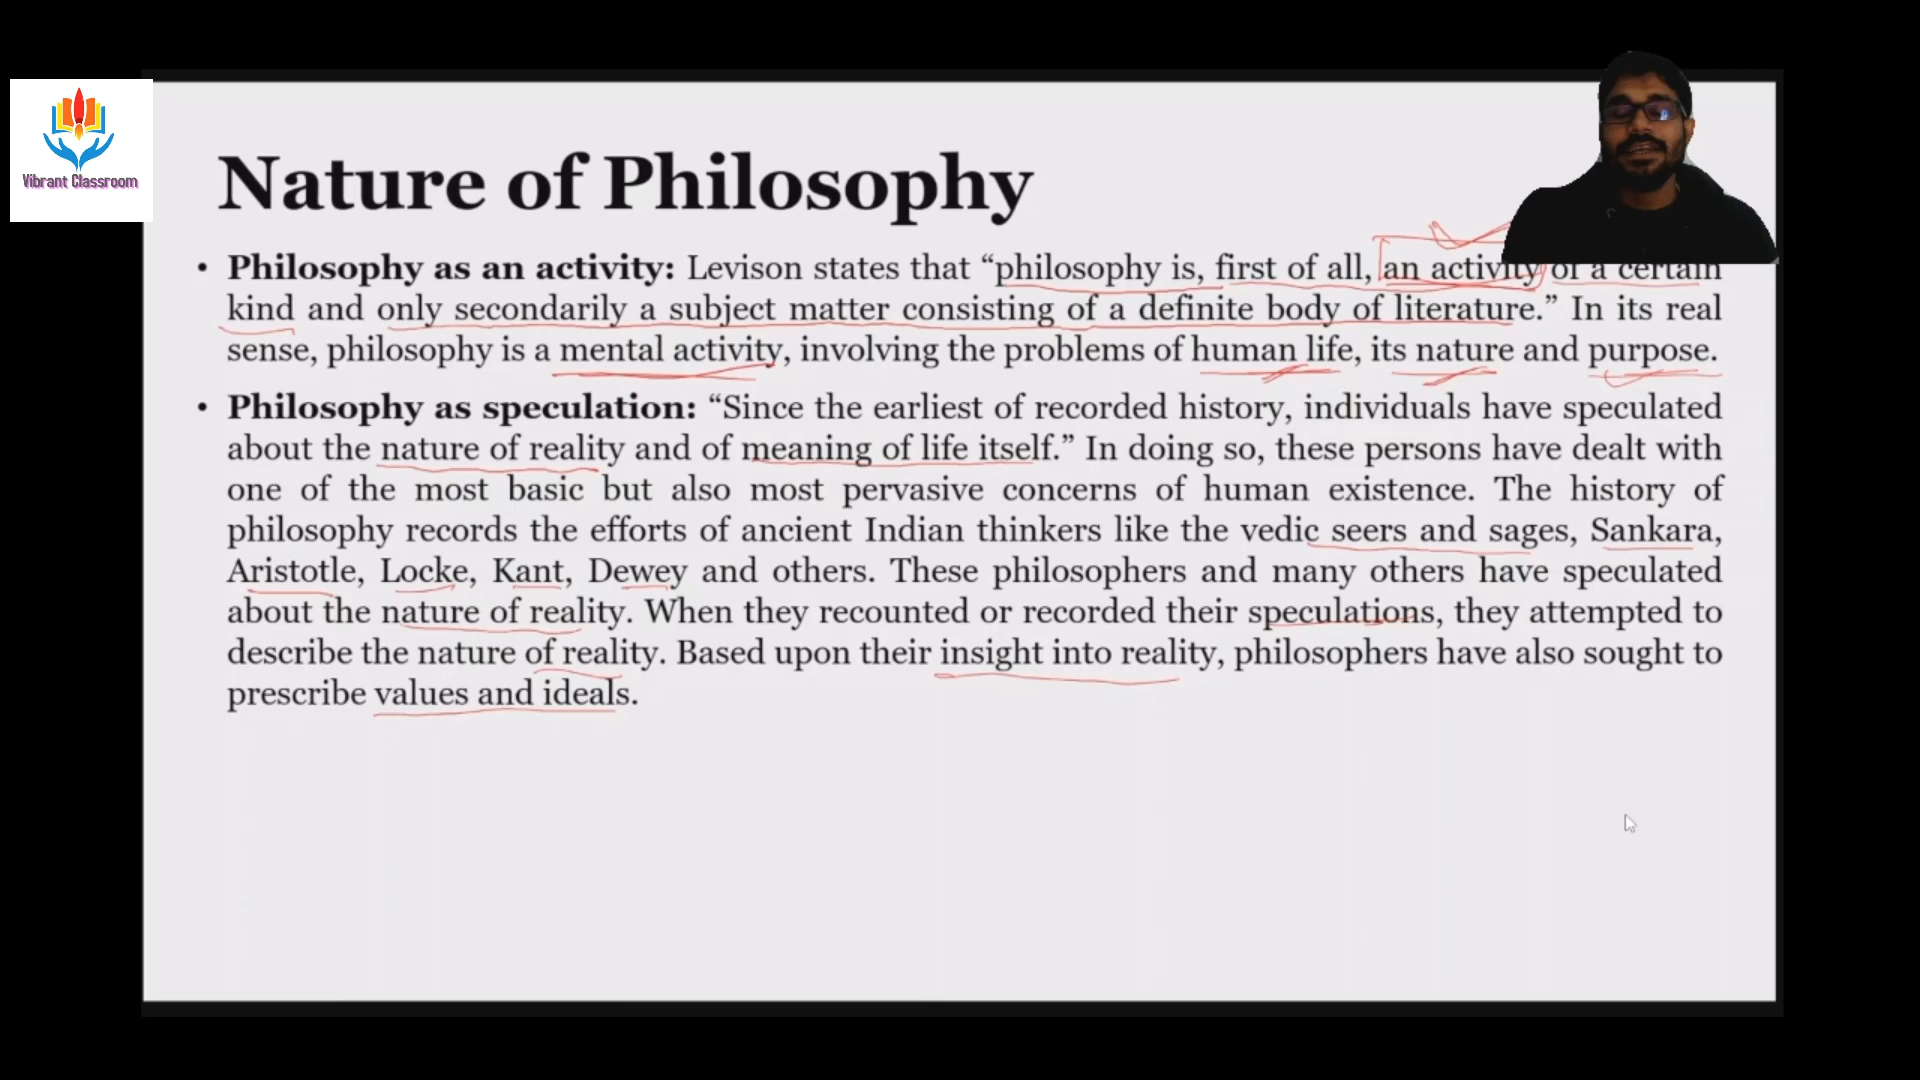 Vibrant Classroom
Nature of Philosophy
• Philosophy as an activity: Levison states that “philosophy is, first of all, an activity of a certain
kind and only secondarily a subject matter consisting of a definite body of literature.” In its real
sense, philosophy is a mental activity, involving the problems of human life, its nature and purpose.
• Philosophy as speculation: “Since the earliest of recorded history, individuals have speculated
about the nature of reality and of meaning of life itself.” In doing so, these persons have dealt with
one of the most basic but also most pervasive concerns of human existence. The history of
philosophy records the efforts of ancient Indian thinkers like the vedic seers and sages, Sankara,
Aristotle, Locke, Kant, Dewey and others. These philosophers and many others have speculated
about the nature of reality. When they recounted or recorded their speculations, they attempted to
describe the nature of reality. Based upon their insight into reality, philosophers have also sought to
prescribe values and ideals.